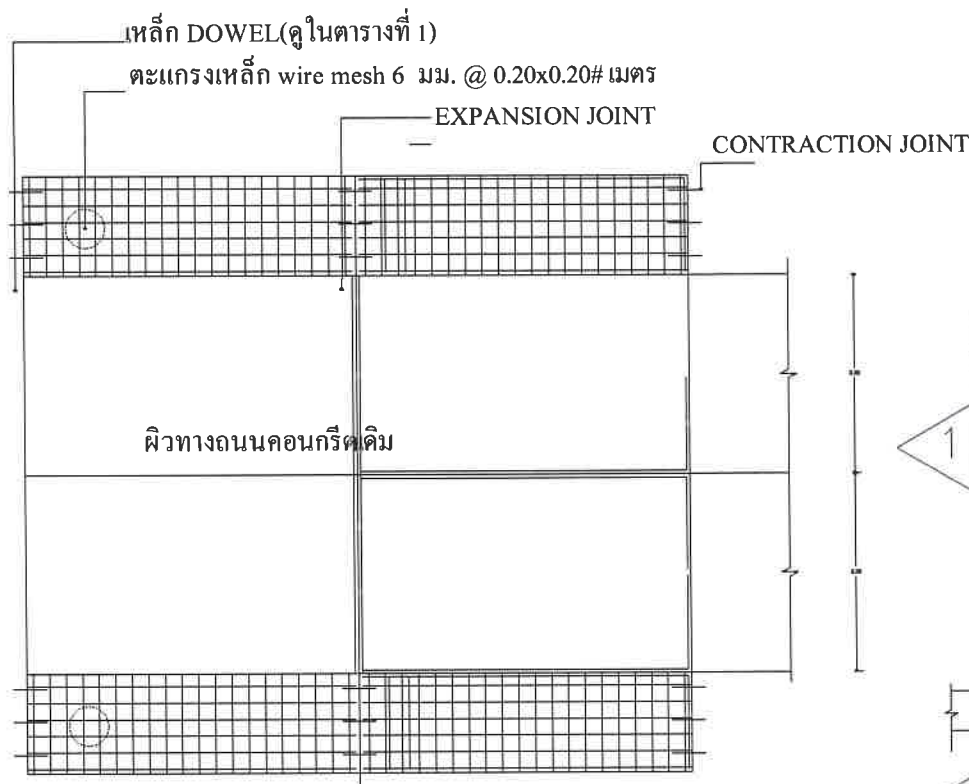 เหล็ก DOWEL(ดูในตารางที่ 1)
ตะแกรงเหล็ก wire mesh 6 มม. @ 0.20x0.20# เมตร
EXPANSION JOINT
CONTRACTION JOINT
ผิวทางถนนคอนกรีตเดิม
1